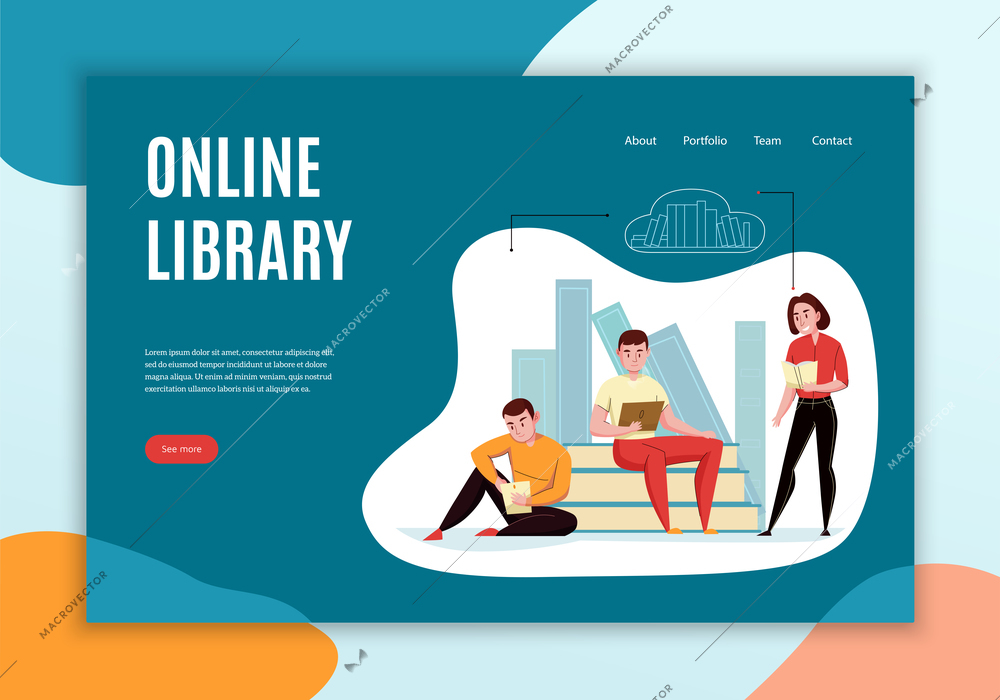 MACROVECTOR
About Portfolio Team Contact
ONLINE
LIBRARY
Lorem ipsum dolor sit amet, consectetur adipiscing elit,
sed do eiusmod tempor incididunt ut labore et dolore
magna aliqua. Ut enim ad minim veniam, quis nostrud
exercitation ullamco laboris nisi ut aliquip ex ea.
See more
MACROVECTOR
MACROVECTOR
MACROVECTOR
MACROVECTOR